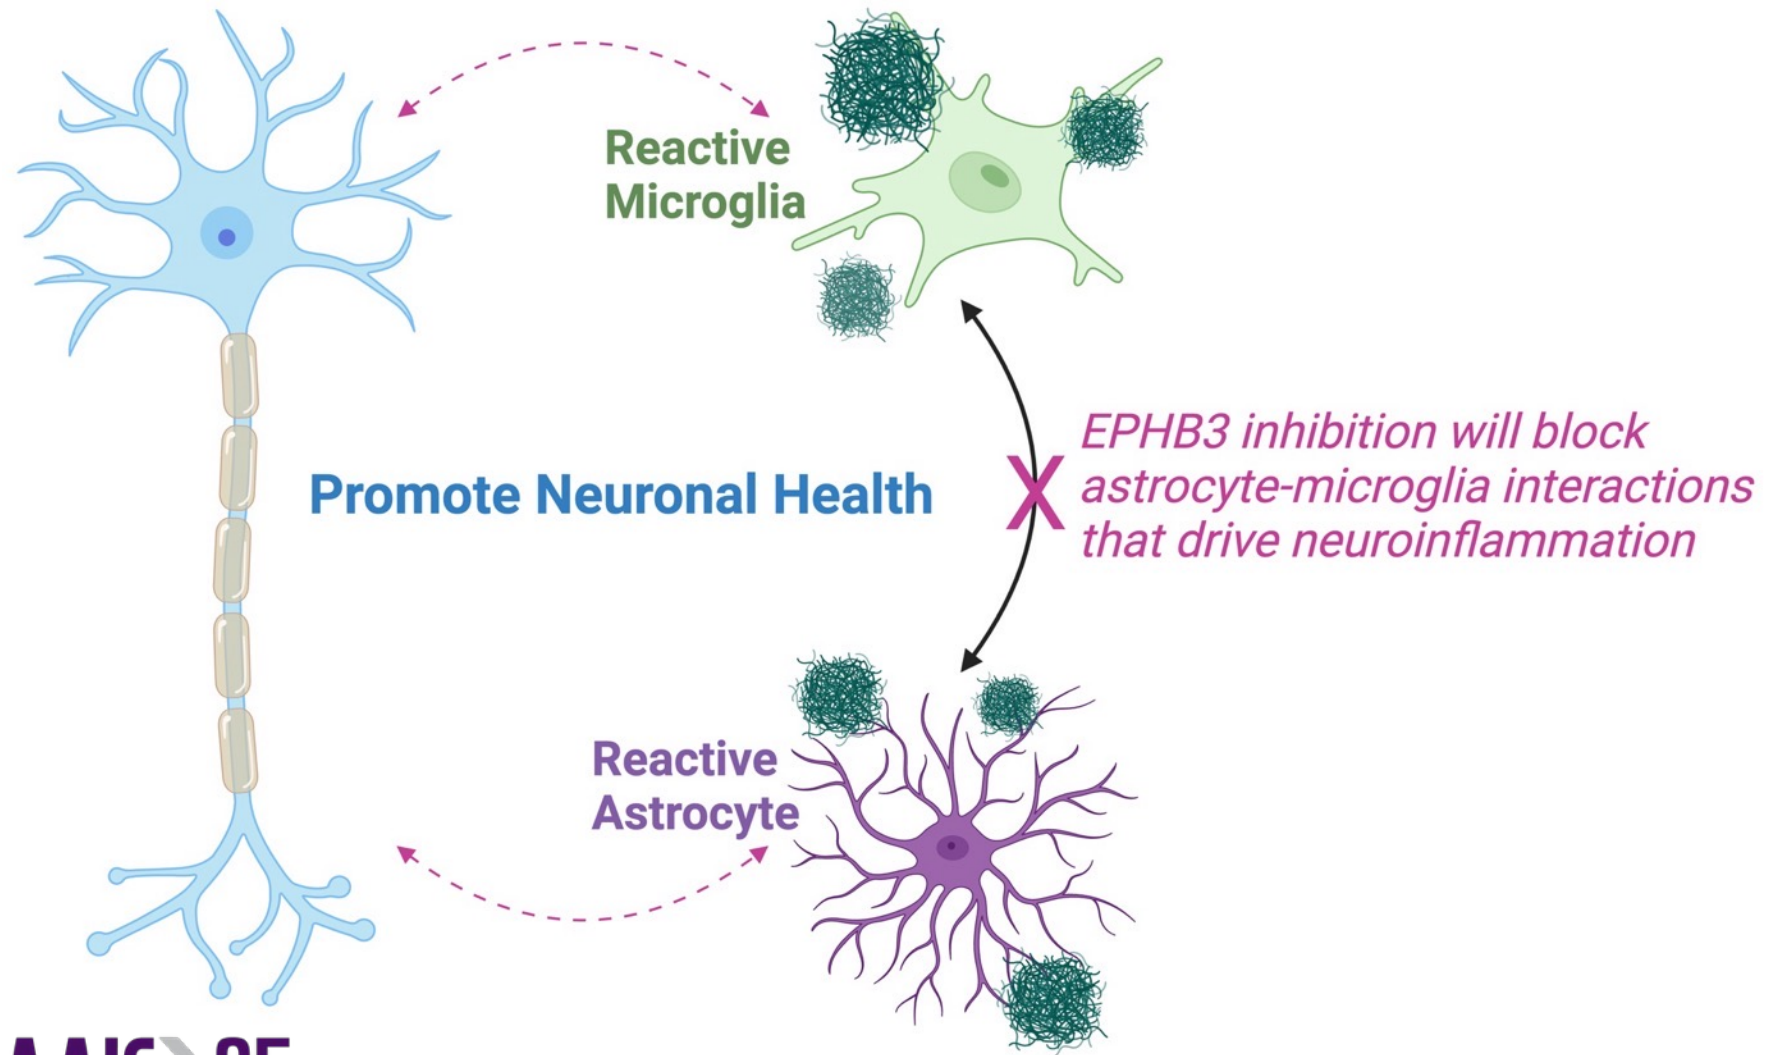 Reactive
Microglia
EPHB3 inhibition will block
astrocyte-microglia interactions
that drive neuroinflammation
Promote Neuronal Health
X
Reactive
Astrocyte